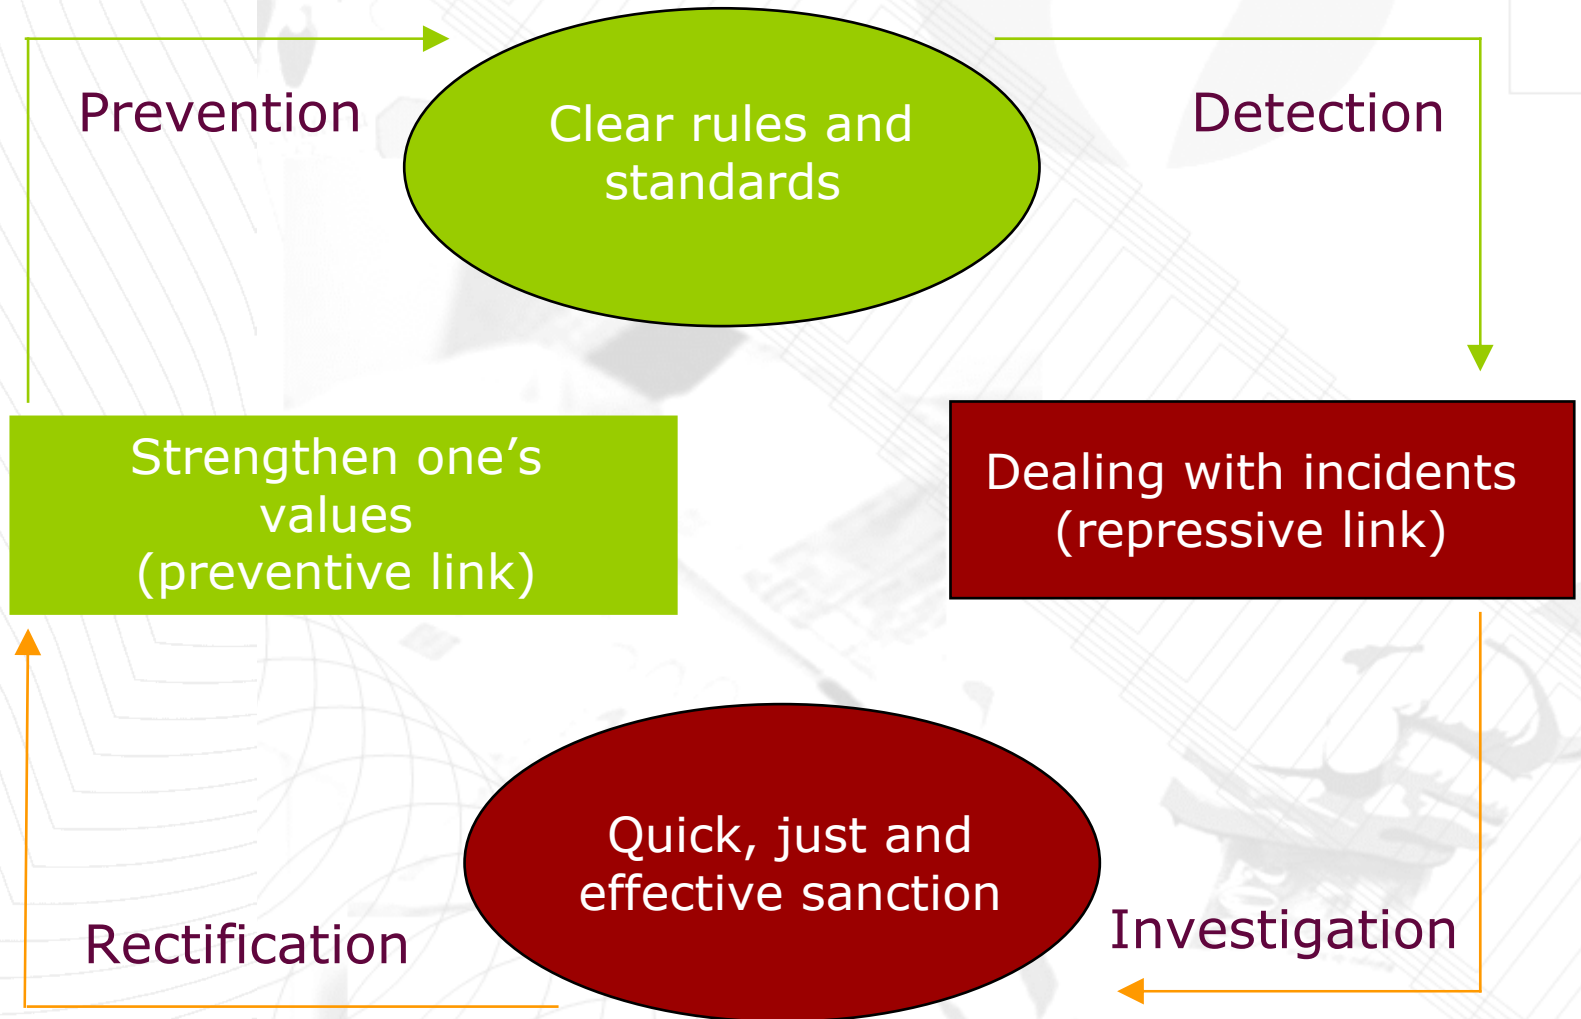 Prevention
Clear rules and
standards
Detection
Strengthen one’s
values
(preventive link)
Dealing with incidents
(repressive link)
Quick, just and
effective sanction
Rectification
Investigation